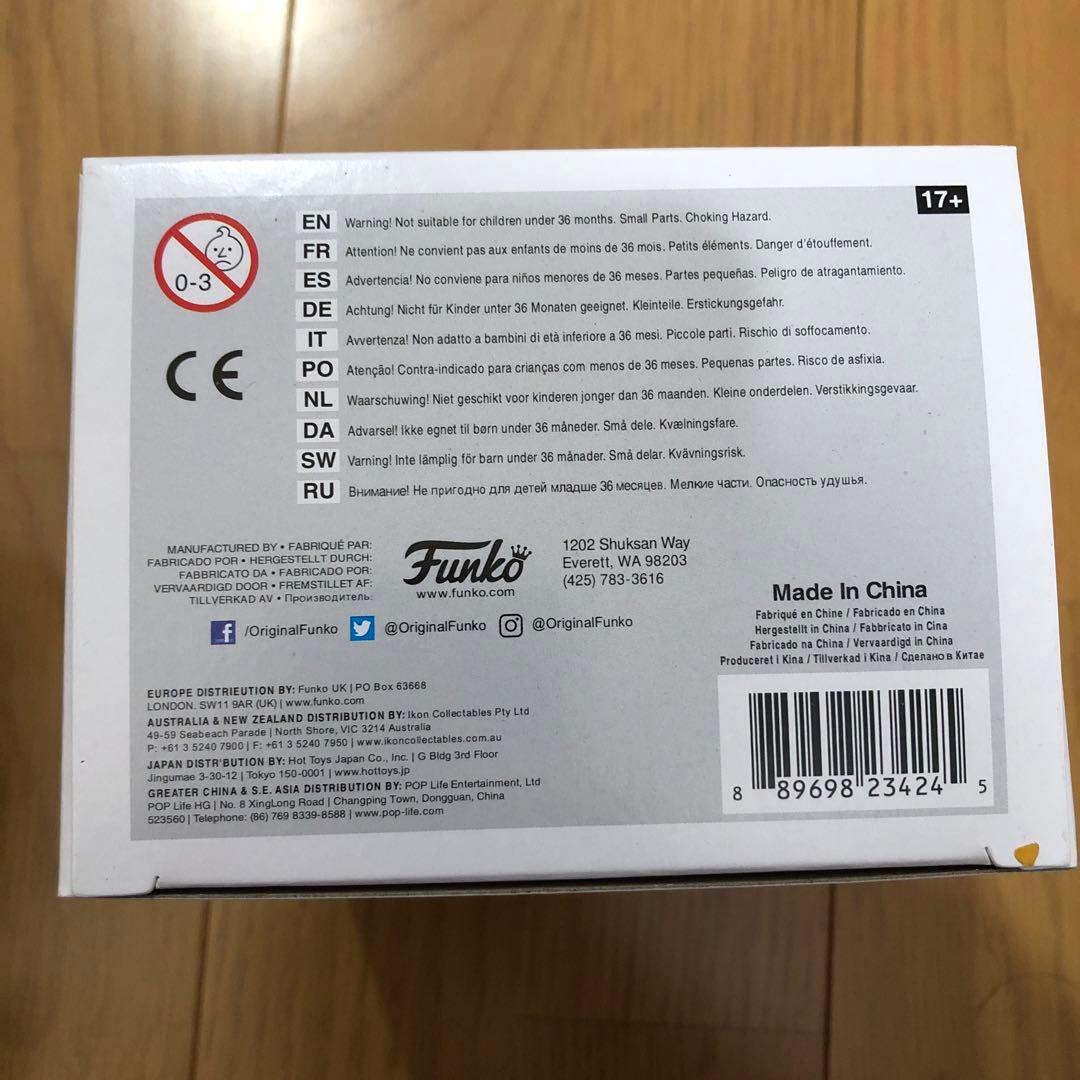 17+
0-3
CE
EN Warning! Not suitable for children under 36 months. Small Parts. Choking Hazard.
FR Attention! Ne convient pas aux enfants de moins de 36 mois. Petits éléments. Danger d'étouffement.
ES Advertencia! No conviene para niños menores de 36 meses. Partes pequeñas. Peligro de atragantamiento.
DE Achtung! Nicht für Kinder unter 36 Monaten geeignet. Kleinteile. Erstickungsgefahr.
IT Avvertenza! Non adatto a bambini di età inferiore a 36 mesi. Piccole parti. Rischio di soffocamento.
PO Atenção! Contra-indicado para crianças com menos de 36 meses. Pequenas partes. Risco de asfixia.
NL Waarschuwing! Niet geschikt voor kinderen jonger dan 36 maanden. Kleine onderdelen. Verstikkingsgevaar.
DA Advarsel! Ikke egnet til børn under 36 måneder. Små dele. Kvælningsfare.
SW Varning! Inte lämplig för barn under 36 månader. Små delar. Kvävningsrisk.
RU Внимание! Не пригодно для детей младше 36 месяцев. Мелкие части. Опасность удушья.
MANUFACTURED BY • FABRIQUÉ PAR:
FABRICADO POR • HERGESTELLT DURCH:
FABBRICATO DA • FABRICADO POR:
VERVAARDIGD DOOR • FREMSTILLET AF:
TILLVERKAD AV • Производитель:
Funko
www.funko.com
1202 Shuksan Way
Everett, WA 98203
(425) 783-3616
f /OriginalFunko @OriginalFunko @OriginalFunko
Made In China
Fabriqué en Chine / Fabricado en China
Hergestellt in China / Fabbricato in Cina
Fabricado na China / Vervaardigd in China
Produceret i Kina / Tillverkad i Kina / Сделано в Китае
EUROPE DISTRIEUTION BY: Funko UK | PO Box 63668
LONDON. SW11 9AR (UK) | www.funko.com
AUSTRALIA & NEW ZEALAND DISTRIBUTION BY: Ikon Collectables Pty Ltd
49-59 Seabeach Parade | North Shore, VIC 3214 Australia
P: +61 3 5240 7900 | F: +61 3 5240 7950 | www.ikoncollectables.com.au
JAPAN DISTR'BUTION BY: Hot Toys Japan Co., Inc. | G Bldg 3rd Floor
Jingumae 3-30-12 | Tokyo 150-0001 | www.hottoys.jp
GREATER CHINA & S.E. ASIA DISTRIBUTION BY: POP Life Entertainment, Ltd
POP Life HG | No. 8 XingLong Road | Changping Town, Dongguan, China
523560 | Telephone: (86) 769 8339-8588 | www.pop-life.com
8 89698 23424 5